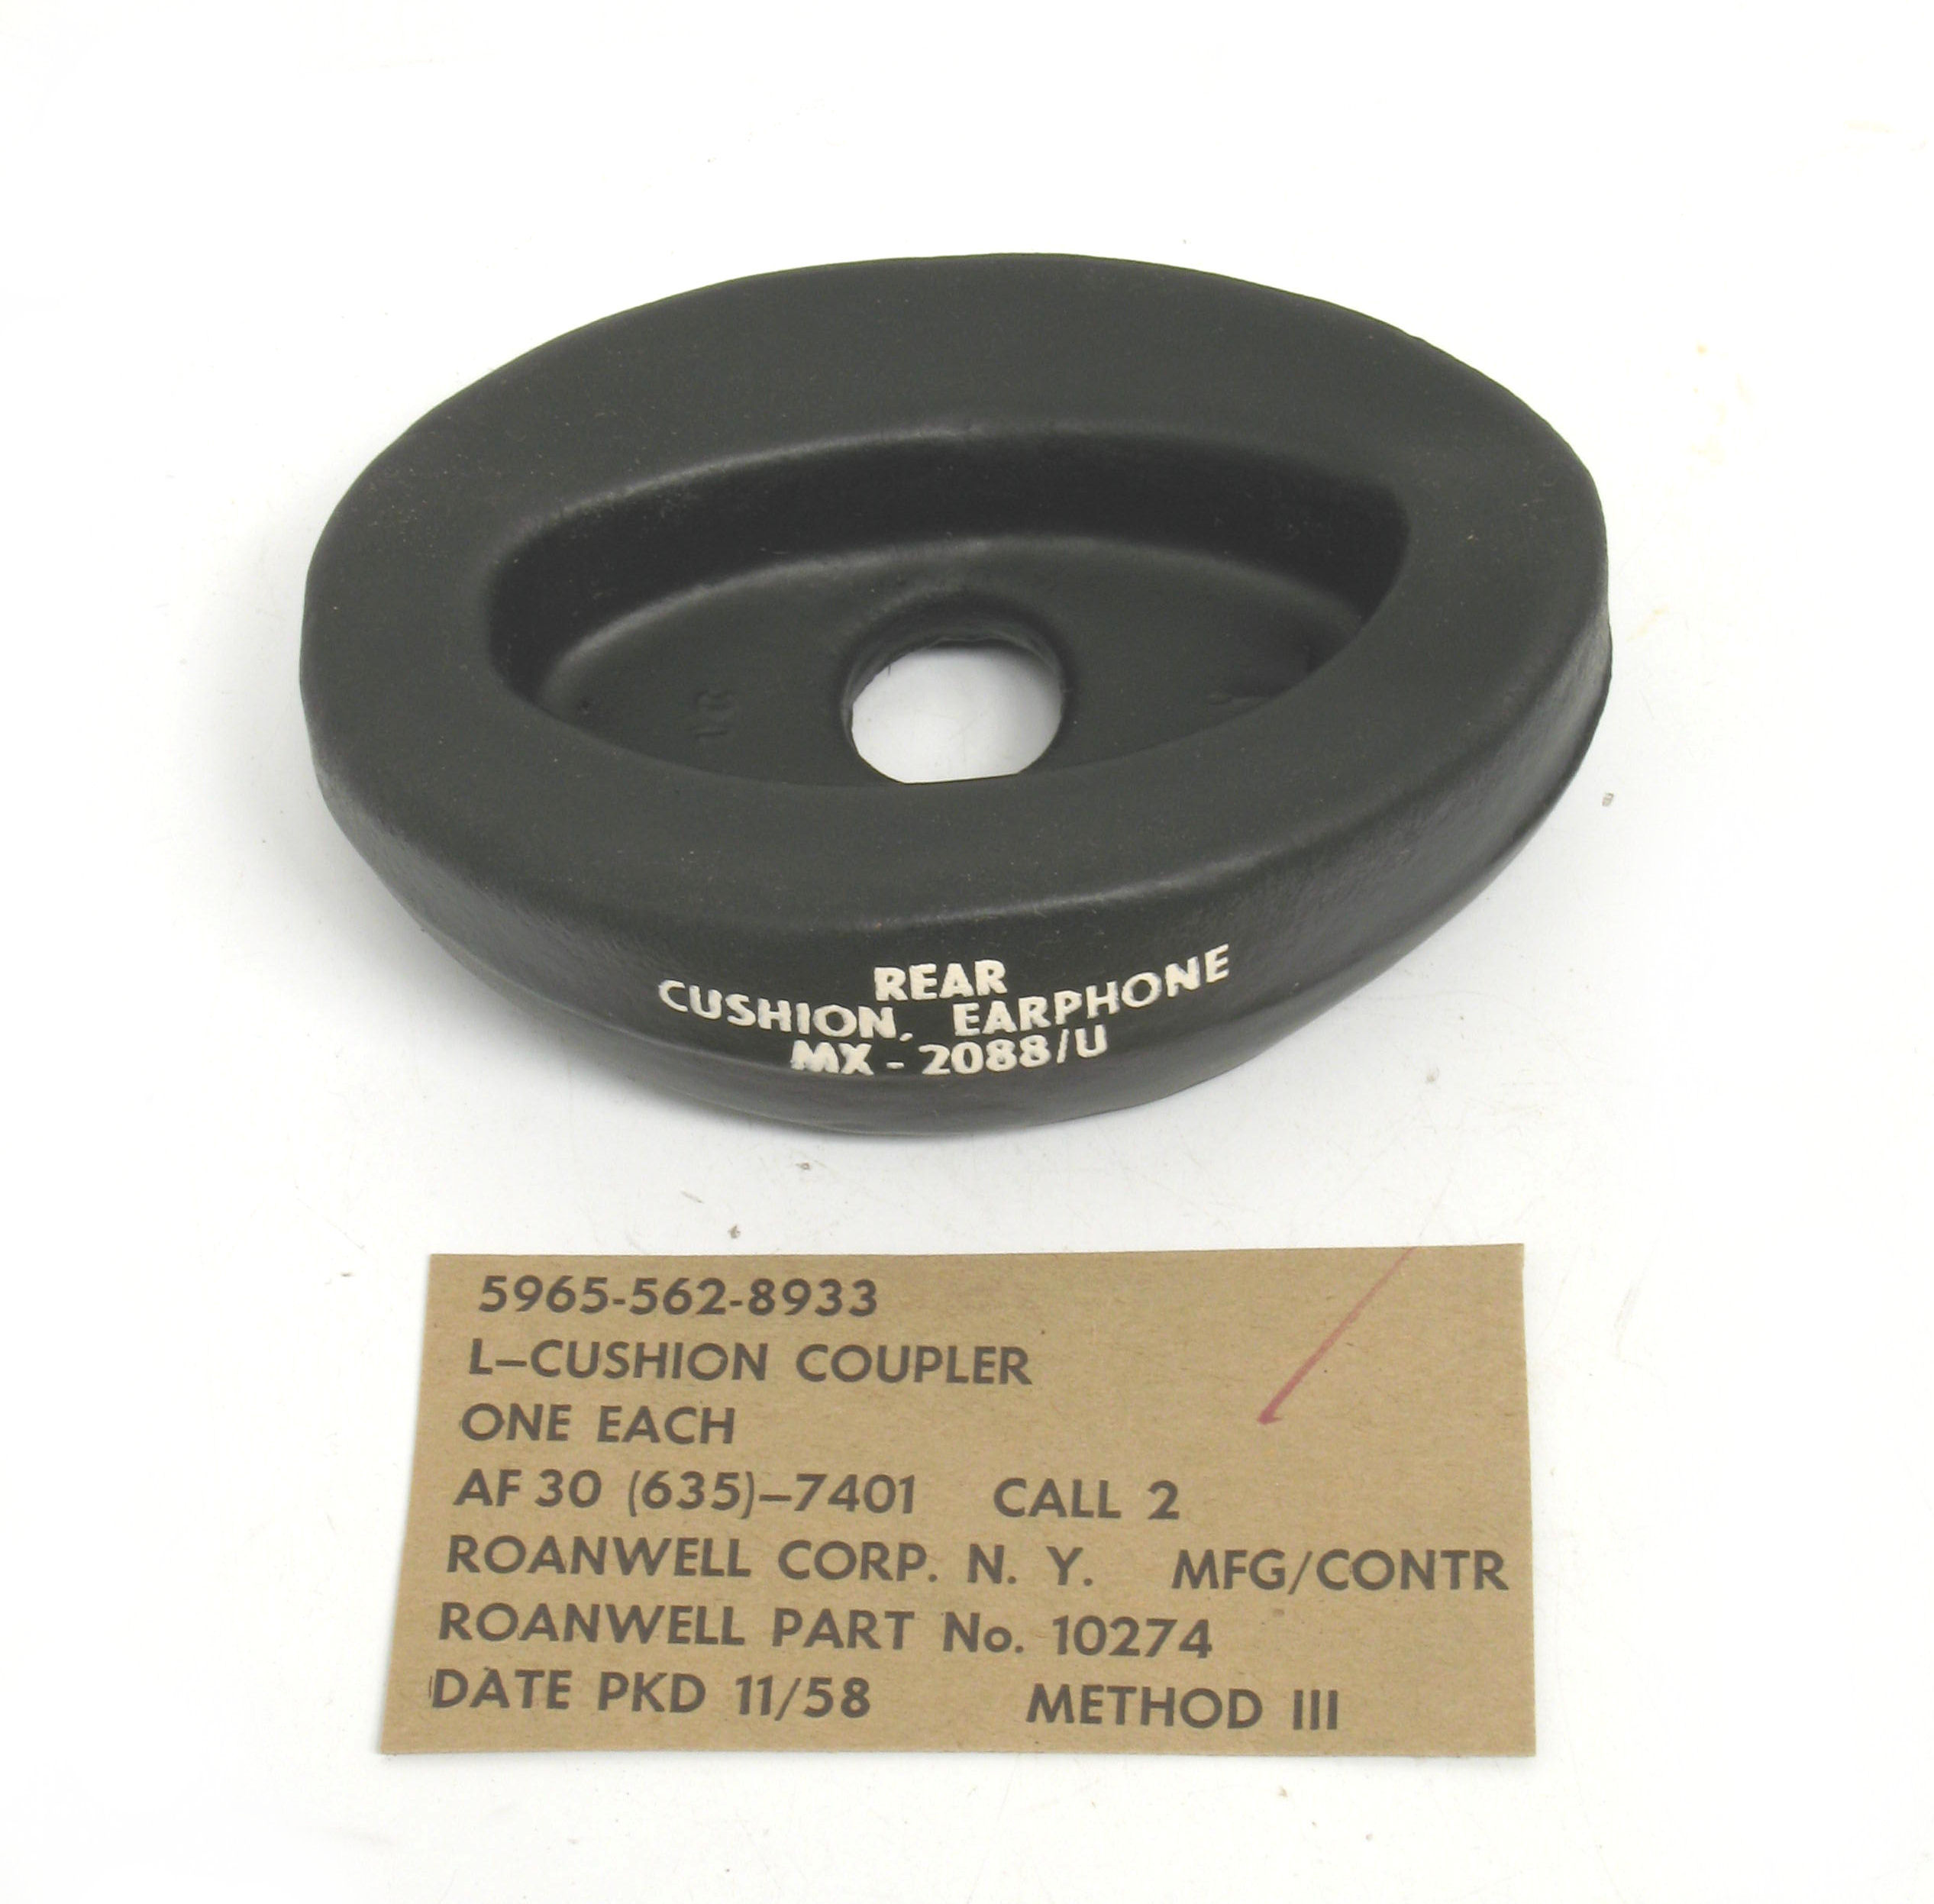 REAR
CUSHION, EARPHONE
MX - 2088/U
5965-562-8933
L-CUSHION COUPLER
ONE EACH
AF 30 (635)-7401 CALL 2
ROANWELL CORP. N. Y. MFG/CONTR
ROANWELL PART No. 10274
DATE PKD 11/58 METHOD III